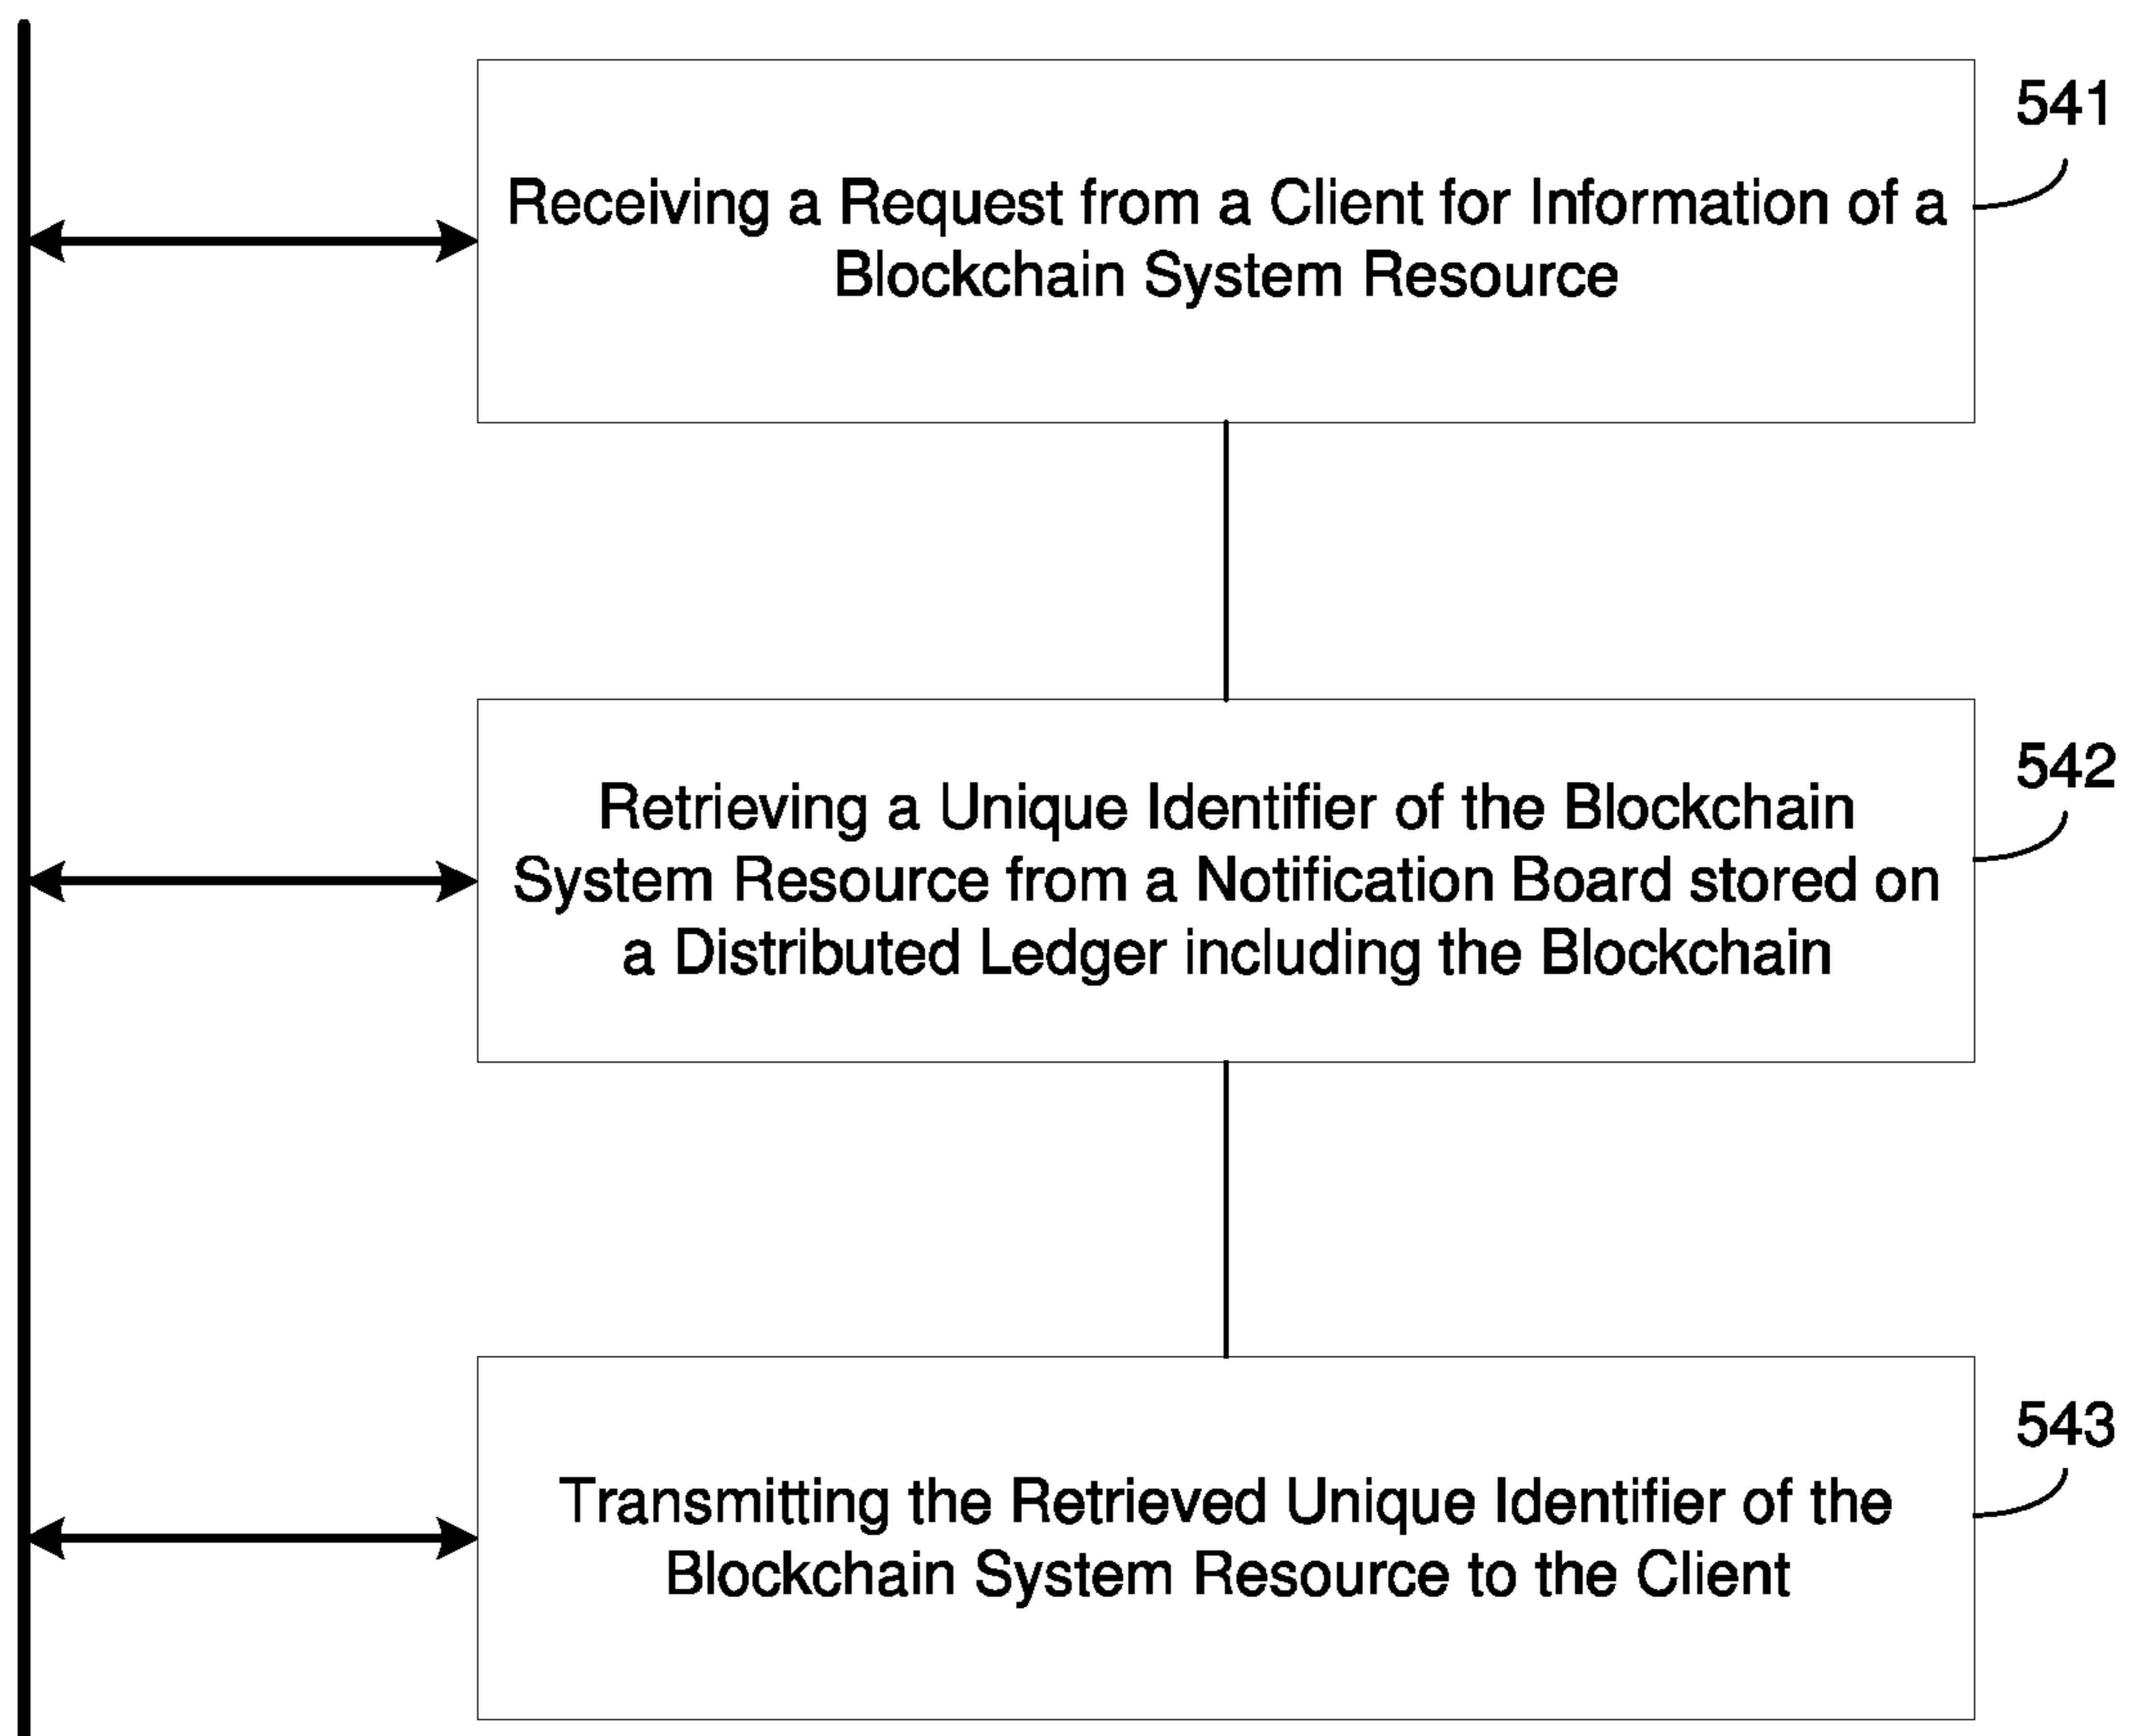 541
Receiving a Request from a Client for Information of a
Blockchain System Resource
542
Retrieving a Unique Identifier of the Blockchain
System Resource from a Notification Board stored on
a Distributed Ledger including the Blockchain
543
Transmitting the Retrieved Unique Identifier of the
Blockchain System Resource to the Client